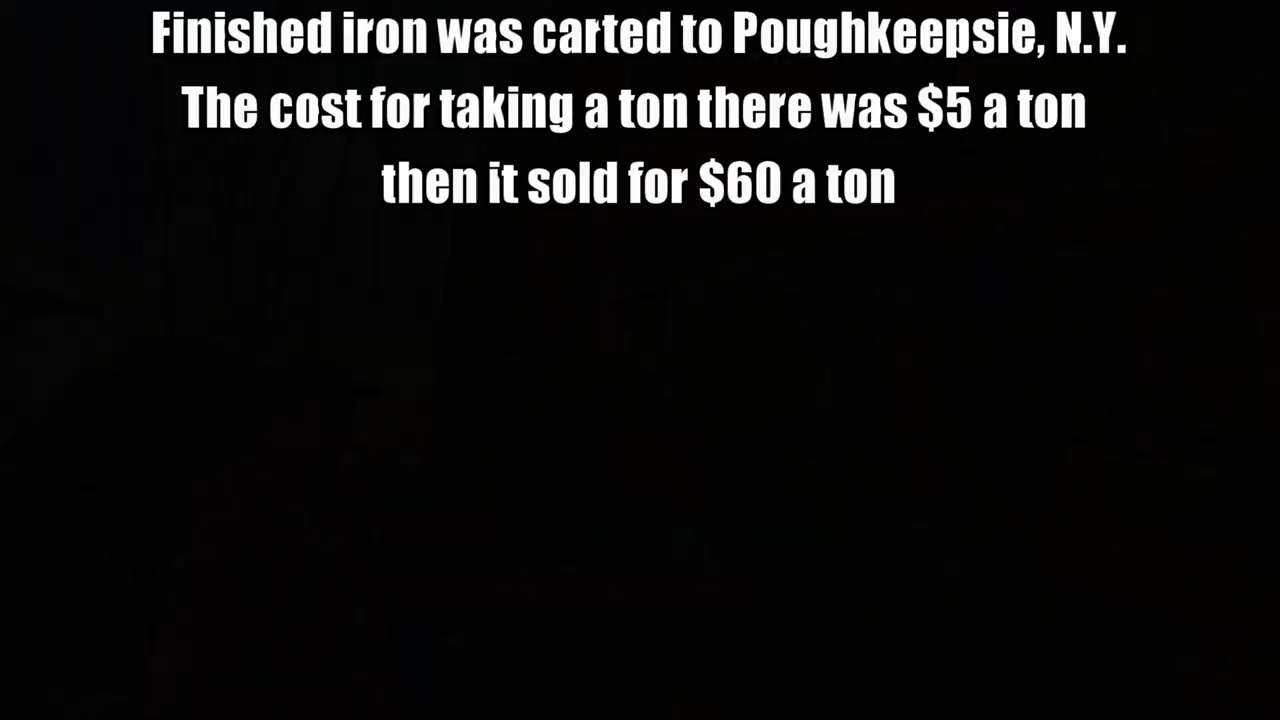 Finished iron was carted to Poughkeepsie, N.Y.
The cost for taking a ton there was $5 a ton
then it sold for $60 a ton